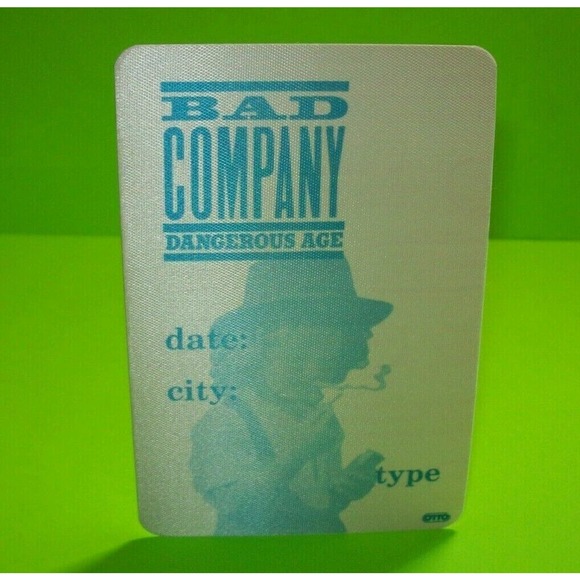 BAD
COMPANY
DANGEROUS AGE
date:
city:
type
OTTO